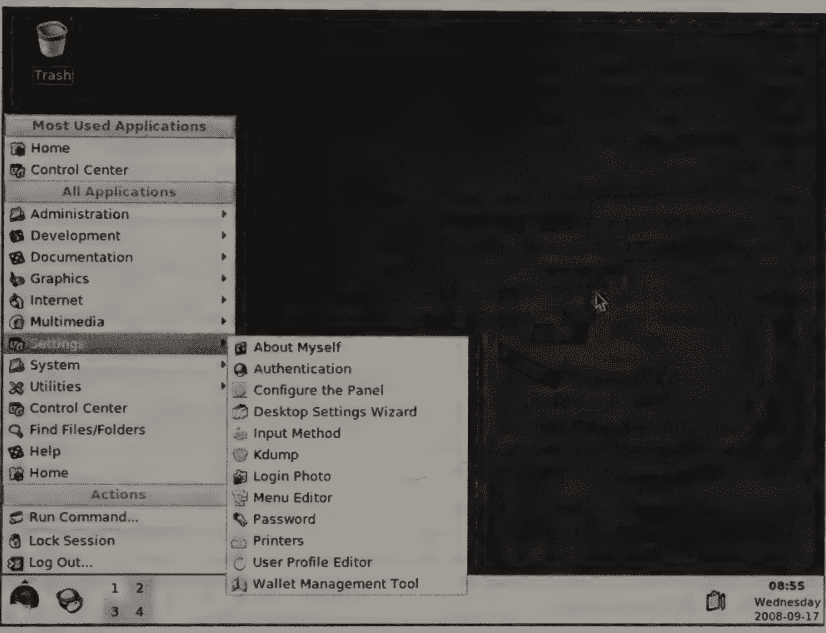 Trash
Most Used Applications
Home
Control Center
All Applications
Administration
Development
Documentation
Graphics
Internet
Multimedia
Settings
System
Utilities
Control Center
Find Files/Folders
Help
Home
Actions
Run Command...
Lock Session
Log Out...
About Myself
Authentication
Configure the Panel
Desktop Settings Wizard
Input Method
Kdump
Login Photo
Menu Editor
Password
Printers
User Profile Editor
Wallet Management Tool
1 2
3 4
08:55
Wednesday
2008-09-17